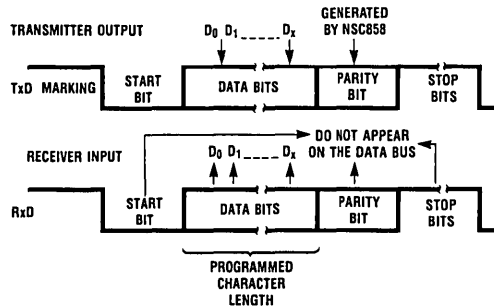 TRANSMITTER OUTPUT
D0 D1 ------ Dx
GENERATED
BY NSC858
TxD MARKING
START
BIT
DATA BITS
PARITY
BIT
STOP
BITS
RECEIVER INPUT
D0 D1 ------ Dx
DO NOT APPEAR
ON THE DATA BUS
RxD
START
BIT
DATA BITS
PARITY
BIT
STOP
BITS
PROGRAMMED
CHARACTER
LENGTH